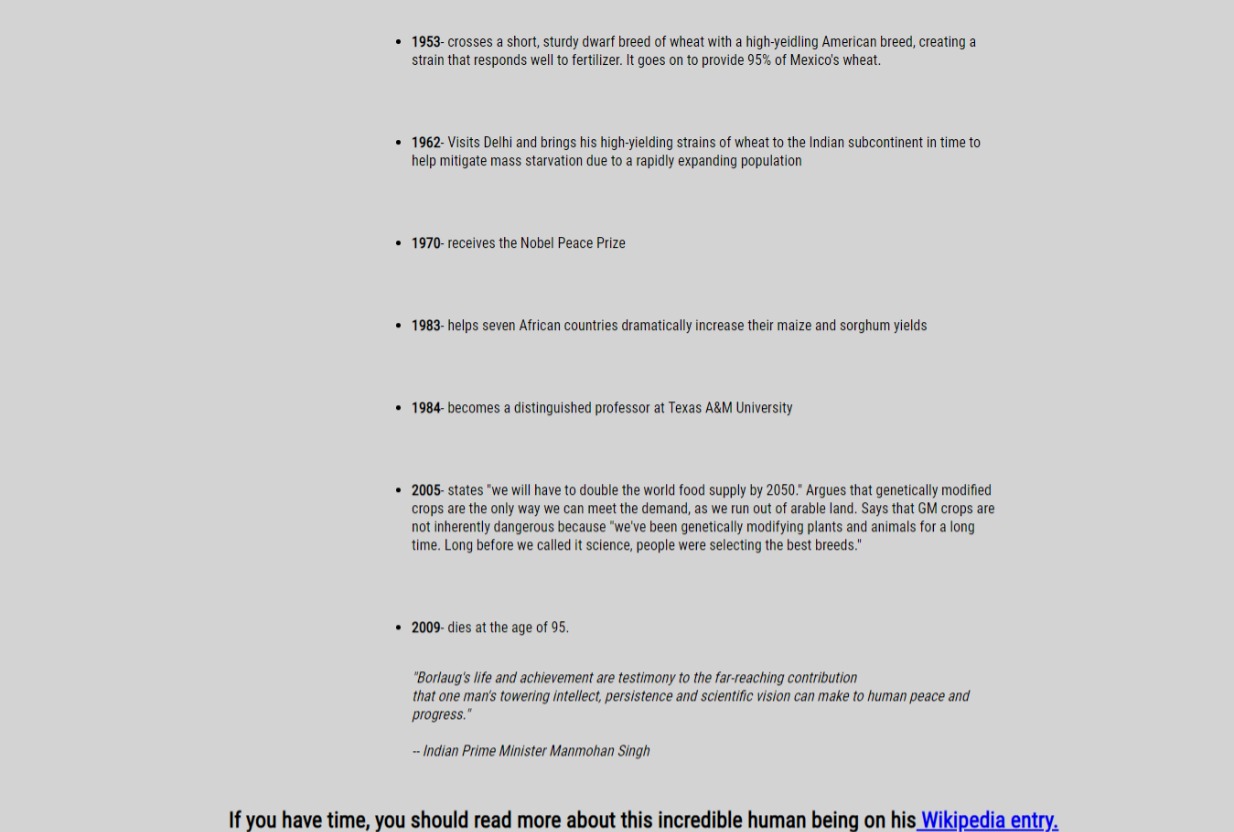 • 1953- crosses a short, sturdy dwarf breed of wheat with a high-yeidling American breed, creating a
strain that responds well to fertilizer. It goes on to provide 95% of Mexico's wheat.
• 1962- Visits Delhi and brings his high-yielding strains of wheat to the Indian subcontinent in time to
help mitigate mass starvation due to a rapidly expanding population
• 1970- receives the Nobel Peace Prize
• 1983- helps seven African countries dramatically increase their maize and sorghum yields
• 1984- becomes a distinguished professor at Texas A&M University
• 2005- states "we will have to double the world food supply by 2050." Argues that genetically modified
crops are the only way we can meet the demand, as we run out of arable land. Says that GM crops are
not inherently dangerous because "we've been genetically modifying plants and animals for a long
time. Long before we called it science, people were selecting the best breeds."
• 2009- dies at the age of 95.
"Borlaug's life and achievement are testimony to the far-reaching contribution
that one man's towering intellect, persistence and scientific vision can make to human peace and
progress."
-- Indian Prime Minister Manmohan Singh
If you have time, you should read more about this incredible human being on his Wikipedia entry.